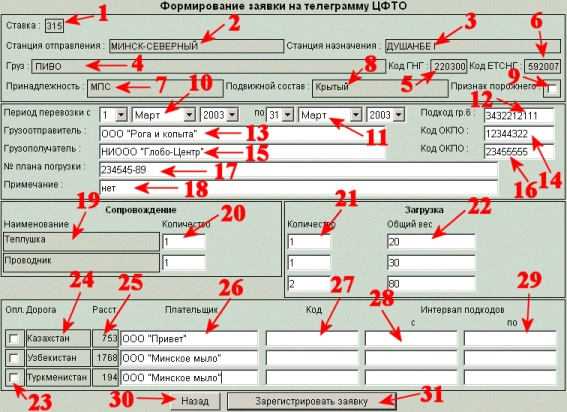 Формирование заявки на телеграмму ЦФТО
Ставка : 315 1 2 3 6
Станция отправления : МИНСК-СЕВЕРНЫЙ Станция назначения : ДУШАНБЕ I
Груз : ПИВО 4 Код ГНГ : 220300 Код ЕТСНГ : 592007
Принадлежность : МПС 7 Подвижной состав : Крытый 8 5 Признак порожнего 9
10 12
Период перевозки с 1 Март 2003 по 31 Март 2003 Подкод гр.6 : 3432212111
Грузоотправитель : ООО "Рога и копыта" 13 11 Код ОКПО : 12344322 14
Грузополучатель : НИООО "Глобо-Центр" 15 Код ОКПО : 23455555
№ плана погрузки : 234545-89 17 16
Примечание : нет 18
Сопровождение Загрузка
19 20 21 22
Наименование Количество Количество Общий вес
Теплушка 1 1 20
Проводник 1 1 30
2 80
24 25 26 27 28 29
Опл. Дорога Расст. Плательщик Код Интервал подкодов
с по
Казахстан 753 ООО "Привет"
Узбекистан 1768 ООО "Минское мыло"
Туркменистан 194 ООО "Минское мыло"
23 30 Назад Зарегистрировать заявку 31